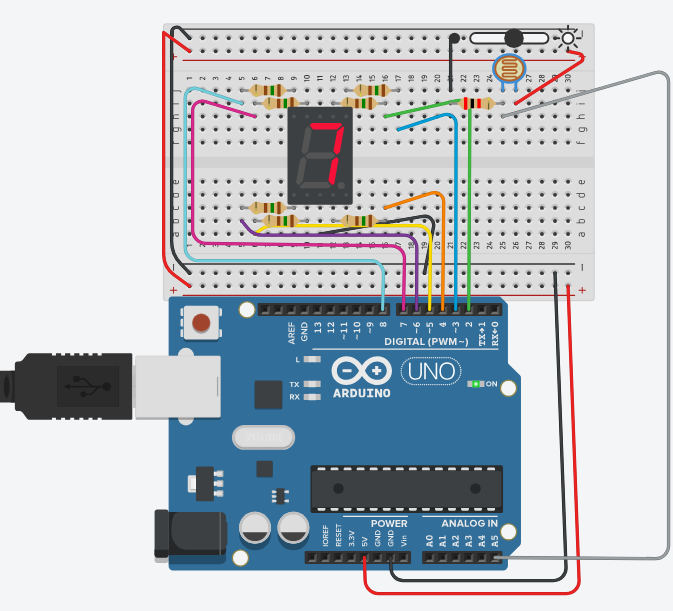 − −
+ +
1 2 3 4 5 6 7 8 9 10 11 12 13 14 15 16 17 18 19 20 21 22 23 24 25 26 27 28 29 30
j j
i i
h h
g g
f f
7
e e
d d
c c
b b
a a
1 2 3 4 5 6 7 8 9 10 11 12 13 14 15 16 17 18 19 20 21 22 23 24 25 26 27 28 29 30
− −
+ +
AREF GND 13 12 ~11 ~10 ~9 8 7 ~6 ~5 4 ~3 2 TX→1 RX←0
DIGITAL (PWM~)
L
TX
RX
UNO
ON
ARDUINO
POWER
ANALOG IN
IOREF RESET 3.3V 5V GND GND Vin A0 A1 A2 A3 A4 A5